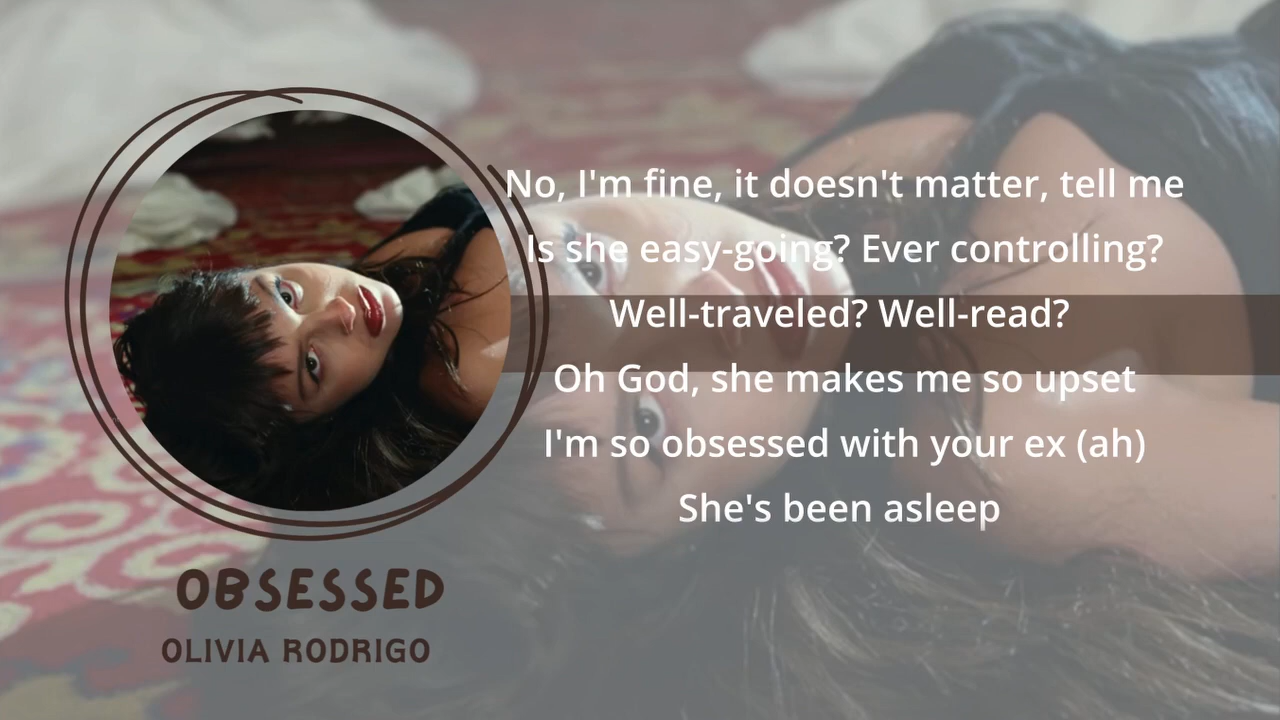 No, I'm fine, it doesn't matter, tell me
Is she easy-going? Ever controlling?
Well-traveled? Well-read?
Oh God, she makes me so upset
I'm so obsessed with your ex (ah)
She's been asleep
OBSESSED
OLIVIA RODRIGO